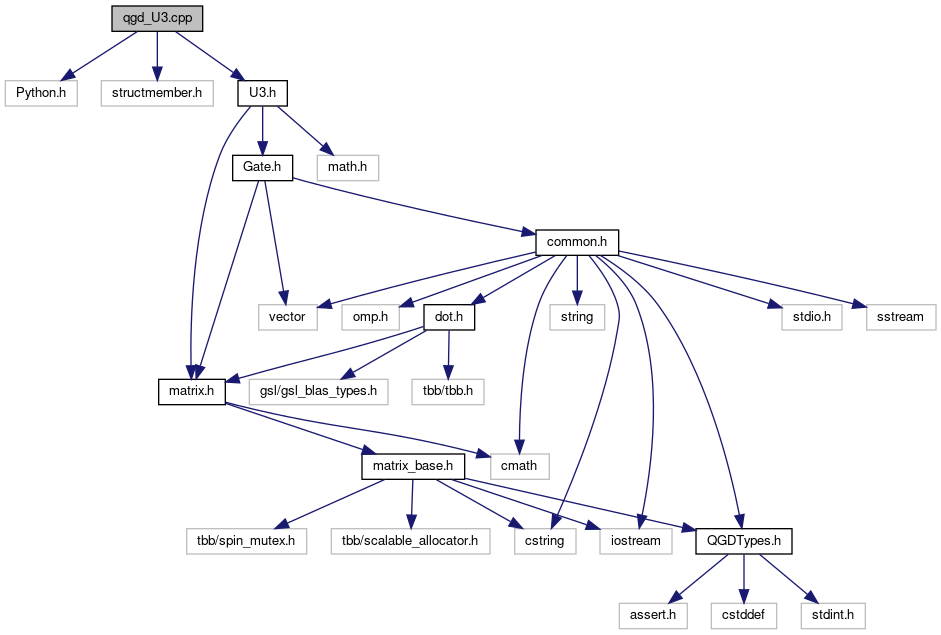 qgd_U3.cpp
Python.h
structmember.h
U3.h
Gate.h
math.h
common.h
vector
omp.h
dot.h
string
stdio.h
sstream
matrix.h
gsl/gsl_blas_types.h
tbb/tbb.h
matrix_base.h
cmath
tbb/spin_mutex.h
tbb/scalable_allocator.h
cstring
iostream
QGDTypes.h
assert.h
cstddef
stdint.h